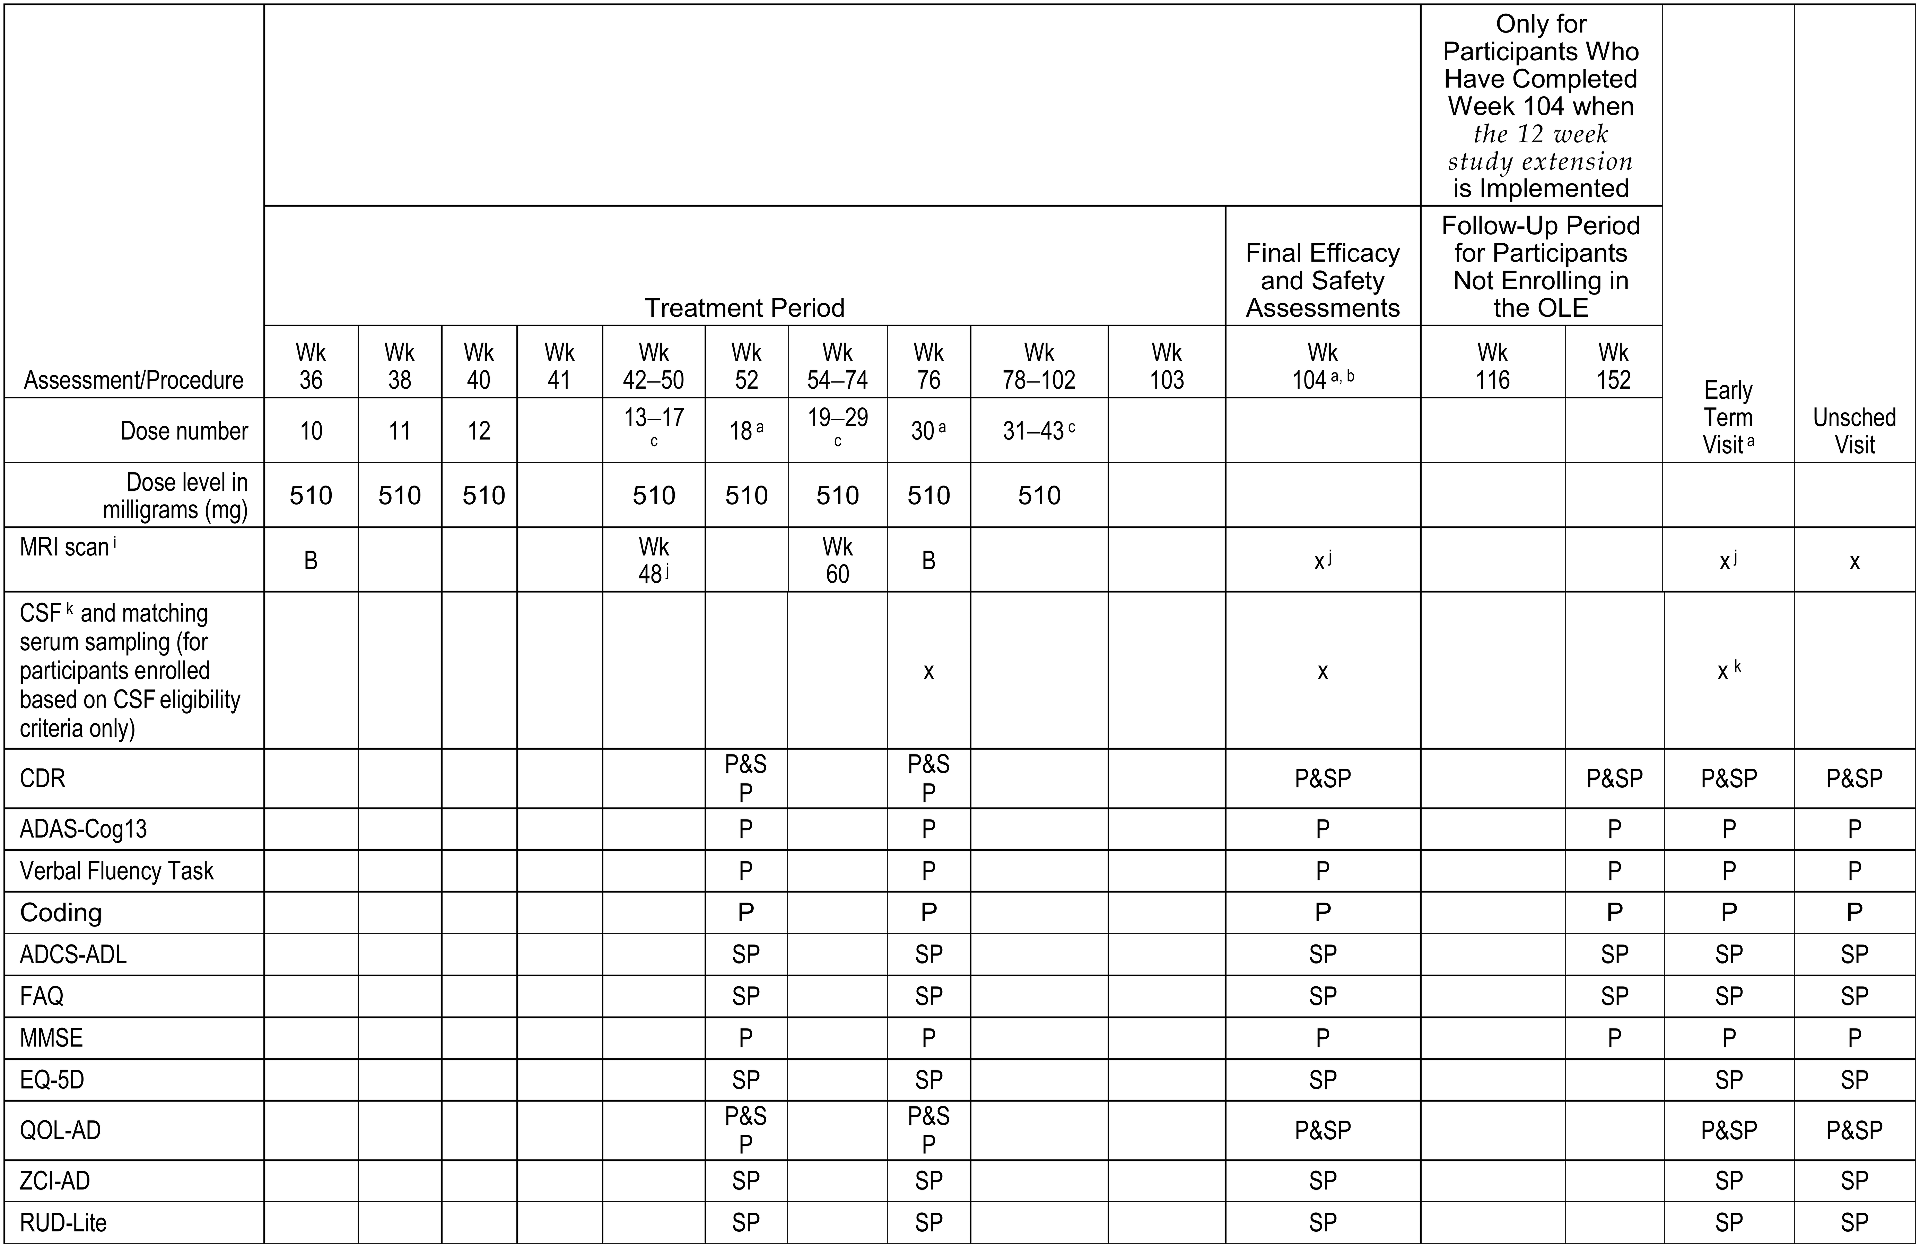 Only for
Participants Who
Have Completed
Week 104 when
the 12 week
study extension
is Implemented
Treatment Period
Final Efficacy
and Safety
Assessments
Follow-Up Period
for Participants
Not Enrolling in
the OLE
Assessment/Procedure Wk 36 Wk 38 Wk 40 Wk 41 Wk 42–50 Wk 52 Wk 54–74 Wk 76 Wk 78–102 Wk 103 Wk 104 a, b Wk 116 Wk 152
Early
Term
Visit a
Unsched
Visit
Dose number 10 11 12 13–17 c 18 a 19–29 c 30 a 31–43 c
Dose level in
milligrams (mg) 510 510 510 510 510 510 510 510
MRI scan i B Wk 48 j Wk 60 B x j x j x
CSF k and matching
serum sampling (for
participants enrolled
based on CSF eligibility
criteria only) x x x k
CDR P&SP P&SP P&SP P&SP P&SP P&SP
ADAS-Cog13 P P P P P P
Verbal Fluency Task P P P P P P
Coding P P P P P P
ADCS-ADL SP SP SP SP SP SP
FAQ SP SP SP SP SP SP
MMSE P P P P P P
EQ-5D SP SP SP SP SP
QOL-AD P&SP P&SP P&SP P&SP P&SP
ZCI-AD SP SP SP SP SP
RUD-Lite SP SP SP SP SP